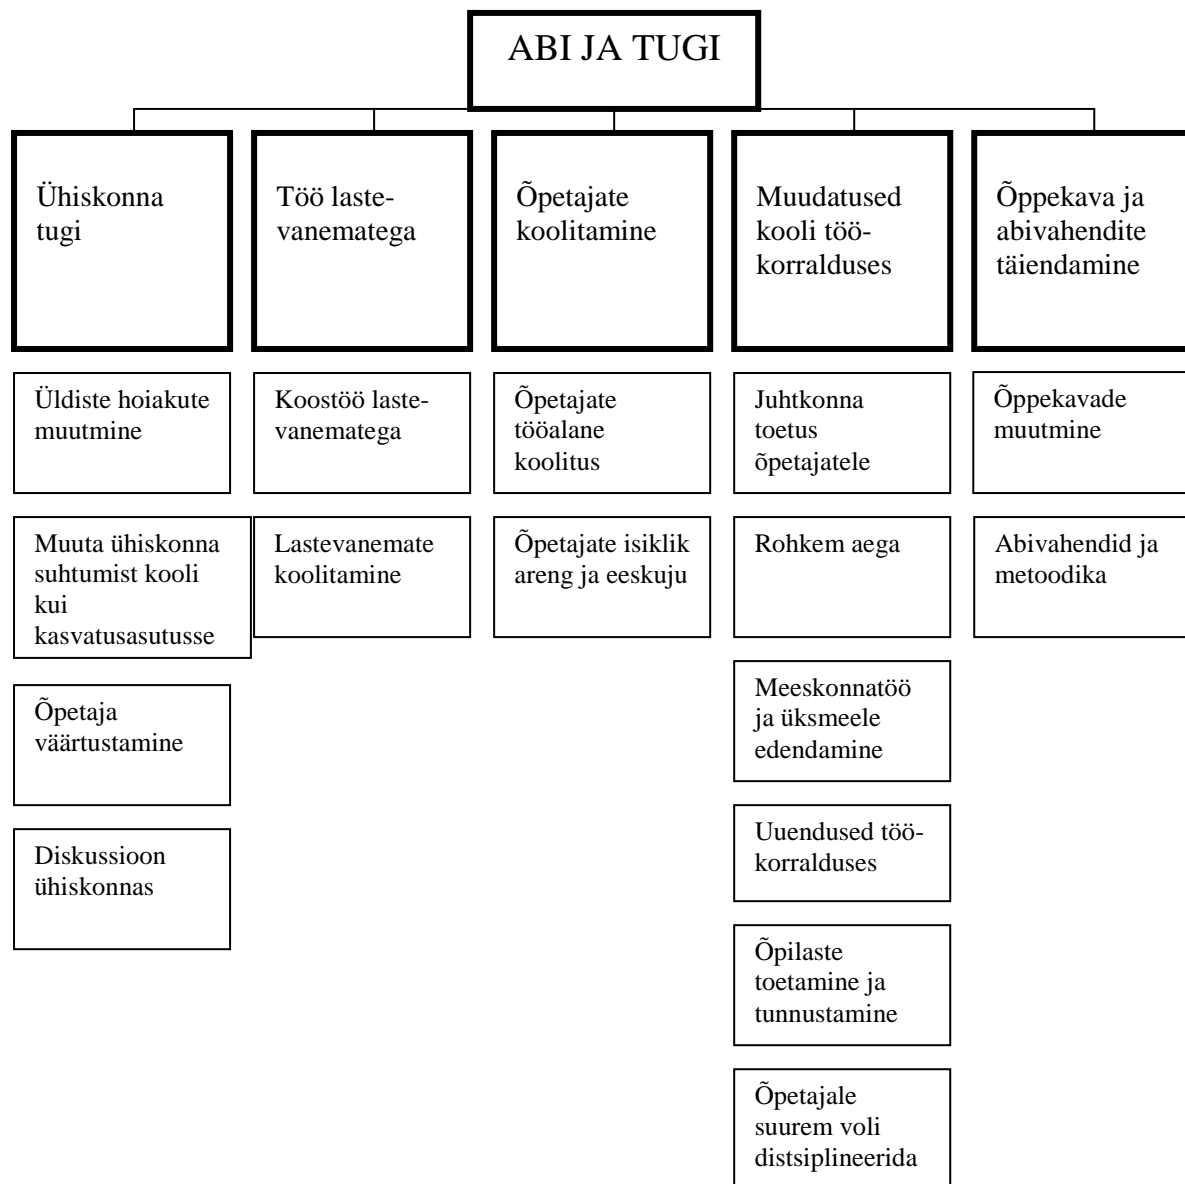 ABI JA TUGI
Ühiskonna
tugi
Töö laste-
vanematega
Õpetajate
koolitamine
Muudatused
kooli töö-
korralduses
Õppekava ja
abivahendite
täiendamine
Üldiste hoiakute
muutmine
Koostöö laste-
vanematega
Õpetajate
tööalane
koolitus
Juhtkonna
toetus
õpetajatele
Õppekavade
muutmine
Muuta ühiskonna
suhtumist kooli
kui
kasvatusasutusse
Lastevanemate
koolitamine
Õpetajate isiklik
areng ja eeskuju
Rohkem aega
Abivahendid ja
metoodika
Õpetaja
väärtustamine
Meeskonnatöö
ja üksmeele
edendamine
Diskussioon
ühiskonnas
Uuendused töö-
korralduses
Õpilaste
toetamine ja
tunnustamine
Õpetajale
suurem voli
distsiplineerida